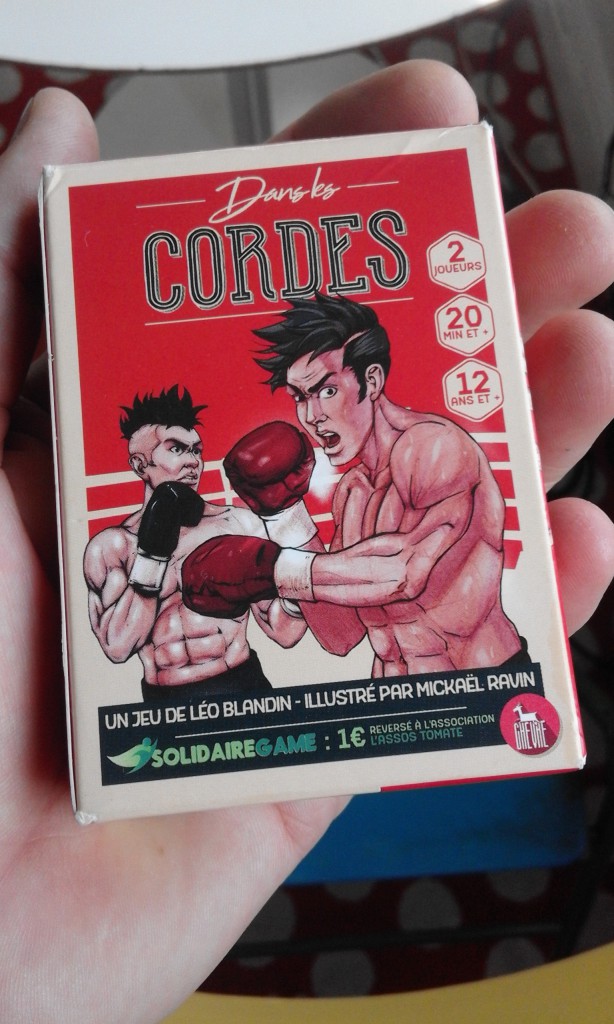 Dans les
CORDES
2
JOUEURS
20
MIN ET +
12
ANS ET +
UN JEU DE LÉO BLANDIN - ILLUSTRÉ PAR MICKAËL RAVIN
SOLIDAIREGAME : 1€ REVERSÉ À L'ASSOCIATION
L'ASSOS TOMATE
CHEVRE